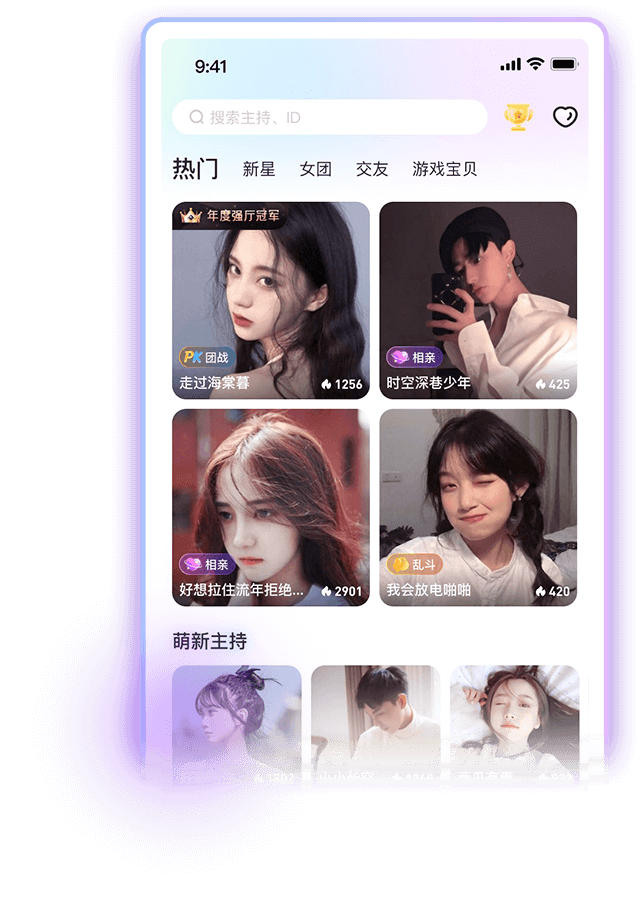 9:41
搜索主持、ID
热门 新星 女团 交友 游戏宝贝
年度强厅冠军
PK 团战
走过海棠暮 1256
相亲
时空深巷少年 425
相亲
好想拉住流年拒绝... 2901
乱斗
我会放电啪啪 420
萌新主持